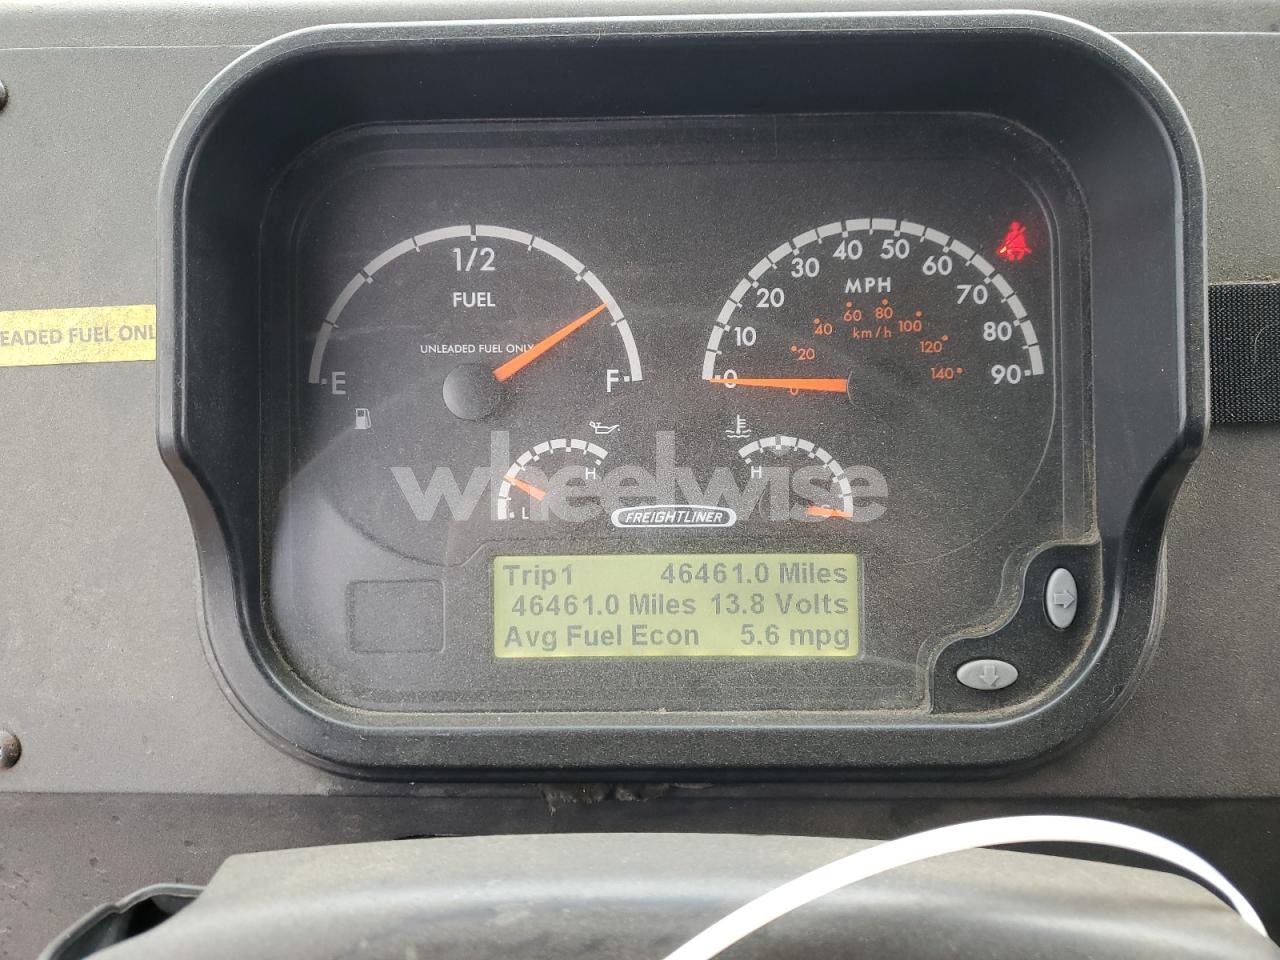 1/2
FUEL
UNLEADED FUEL ONLY
E
F
0
10
20
30
40
50
60
70
80
90
MPH
20
40
60
80
100
120
140
km/h
0
EADED FUEL ONL
H
L
H
wheelwise
FREIGHTLINER
Trip1 46461.0 Miles
46461.0 Miles 13.8 Volts
Avg Fuel Econ 5.6 mpg